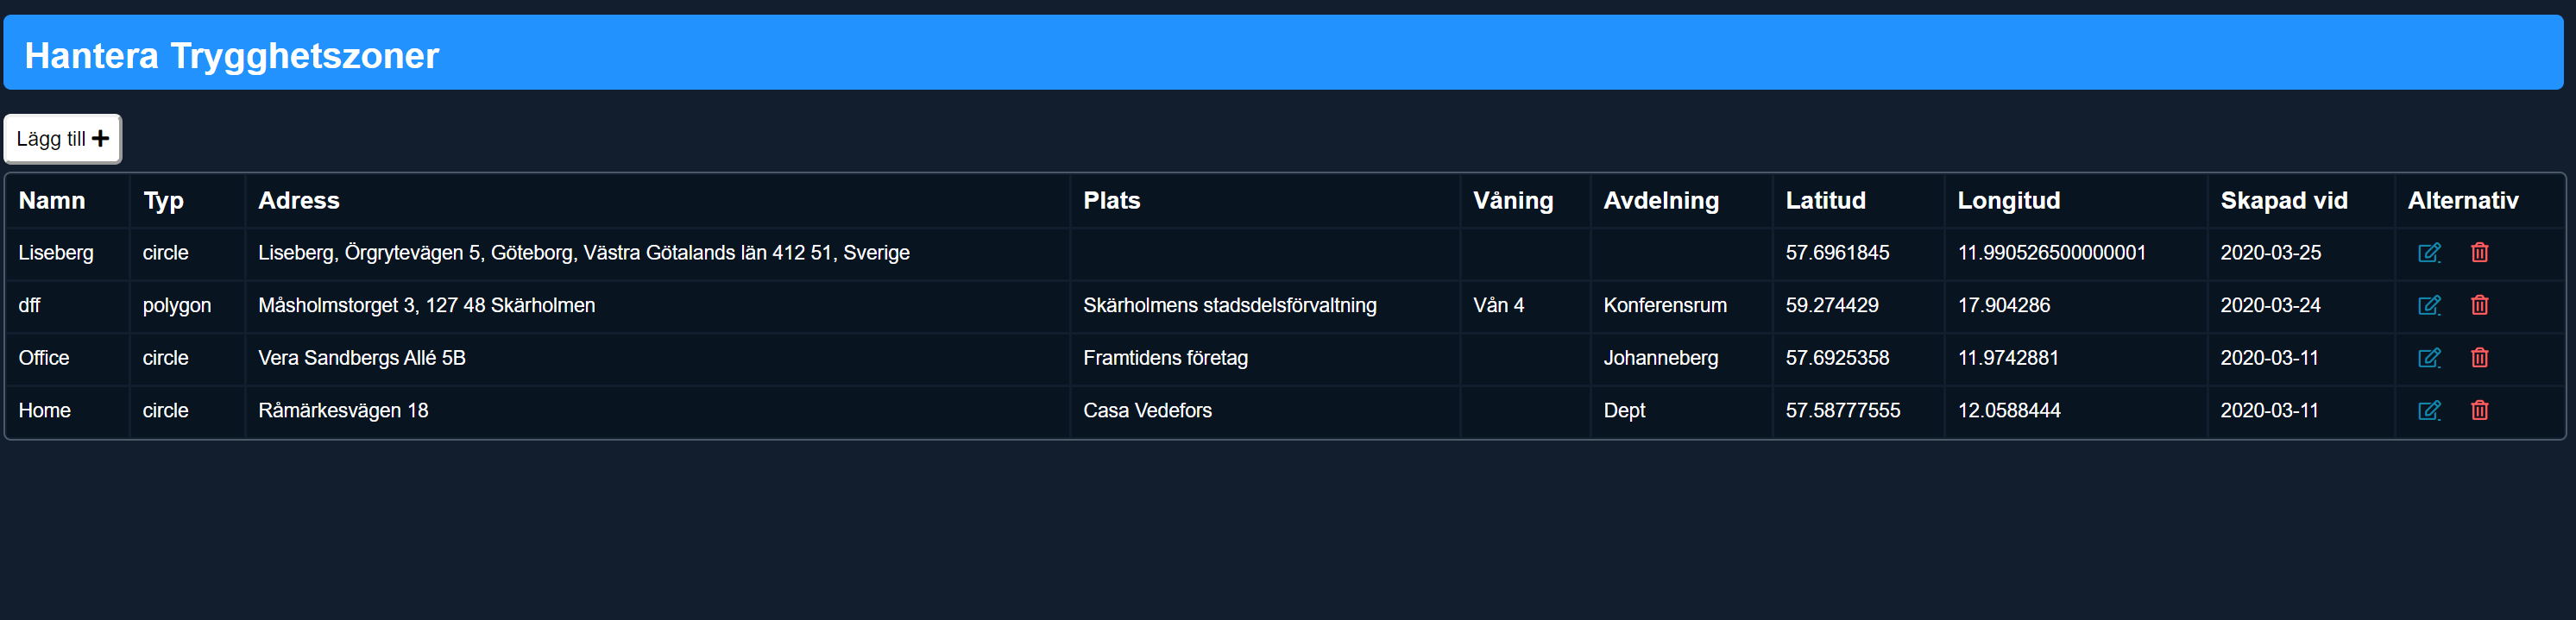 Hantera Trygghetszoner
Lägg till
Namn Typ Adress Plats Våning Avdelning Latitud Longitud Skapad vid Alternativ
Liseberg circle Liseberg, Örgrytevägen 5, Göteborg, Västra Götalands län 412 51, Sverige 57.6961845 11.990526500000001 2020-03-25
dff polygon Måsholmstorget 3, 127 48 Skärholmen Skärholmens stadsdelsförvaltning Vån 4 Konferensrum 59.274429 17.904286 2020-03-24
Office circle Vera Sandbergs Allé 5B Framtidens företag Johanneberg 57.6925358 11.9742881 2020-03-11
Home circle Råmärkesvägen 18 Casa Vedefors Dept 57.58777555 12.0588444 2020-03-11